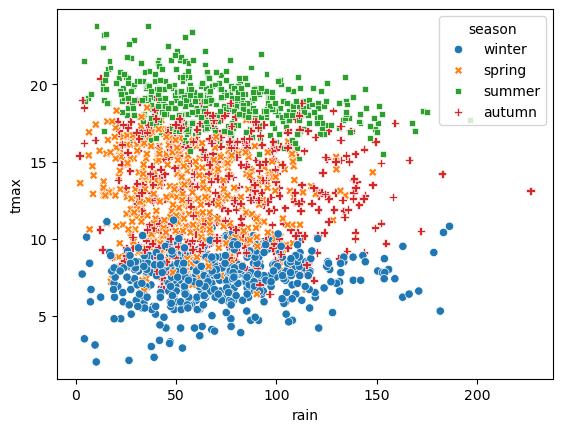 season
winter
spring
summer
autumn
20
15
10
5
tmax
0
50
100
150
200
rain